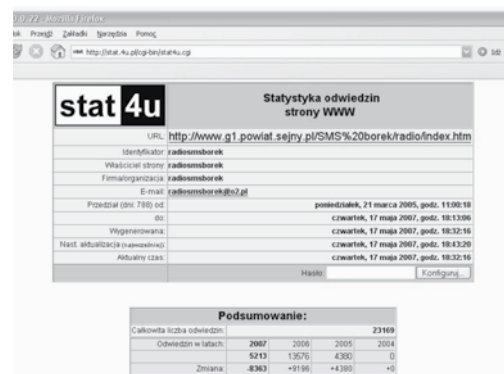 0.0.22 - Mozilla Firefox
ok Przejdź Zakładki Narzędzia Pomoc
http://stat.4u.pl/cgi-bin/stat4u.cgi
stat 4u
Statystyka odwiedzin
strony WWW
URL: http://www.g1.powiat.sejny.pl/SMS%20borek/radio/index.htm
Identyfikator: radiosmsborek
Właściciel strony: radiosmsborek
Firma/organizacja: radiosmsborek
E-mail: radiosmsborek@o2.pl
Przedział (dni: 788) od: poniedziałek, 21 marca 2005, godz. 11:00:18
do: czwartek, 17 maja 2007, godz. 18:13:06
Wygenerowana: czwartek, 17 maja 2007, godz. 18:32:16
Nast. aktualizacja (najwcześniej): czwartek, 17 maja 2007, godz. 18:43:20
Aktualny czas: czwartek, 17 maja 2007, godz. 18:32:16
Hasło: Konfiguruj...
Podsumowanie:
Całkowita liczba odwiedzin: 23169
Odwiedzin w latach: 2007 2006 2005 2004
5213 13576 4380 0
Zmiana: -8363 +9196 +4380 +0